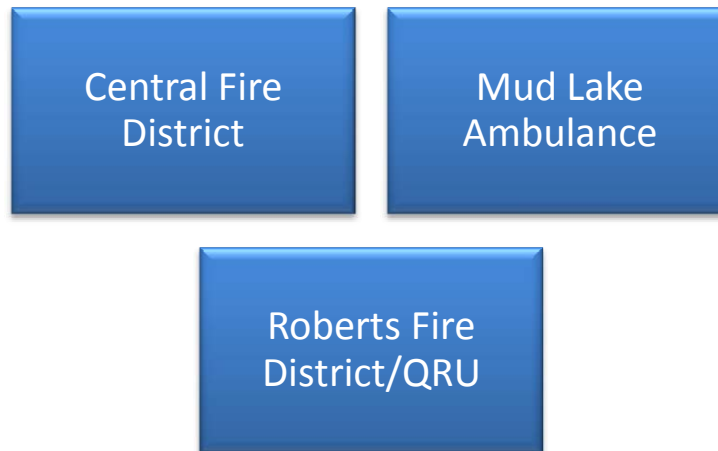 Central Fire
District
Mud Lake
Ambulance
Roberts Fire
District/QRU